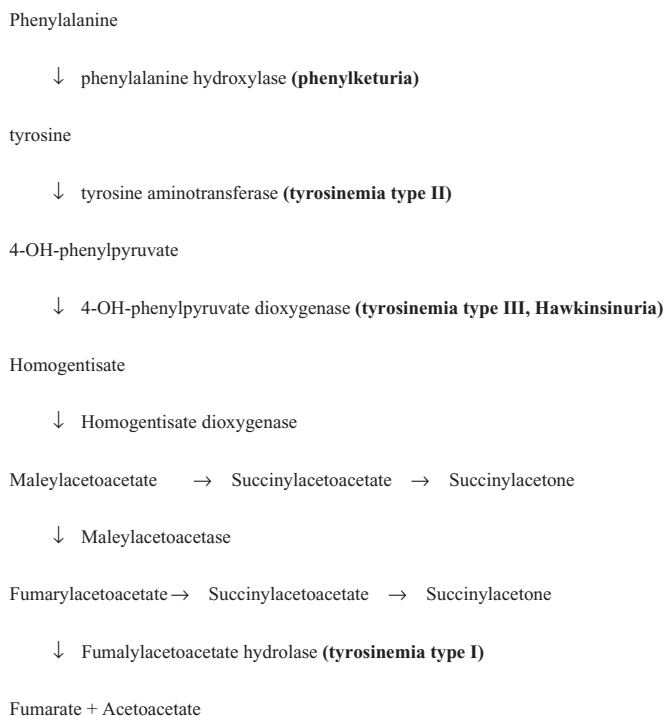 Phenylalanine
↓ phenylalanine hydroxylase (phenylketuria)
tyrosine
↓ tyrosine aminotransferase (tyrosinemia type II)
4-OH-phenylpyruvate
↓ 4-OH-phenylpyruvate dioxygenase (tyrosinemia type III, Hawkinsinuria)
Homogentisate
↓ Homogentisate dioxygenase
Maleylacetoacetate → Succinylacetoacetate → Succinylacetone
↓ Maleylacetoacetase
Fumarylacetoacetate → Succinylacetoacetate → Succinylacetone
↓ Fumalylacetoacetate hydrolase (tyrosinemia type I)
Fumarate + Acetoacetate